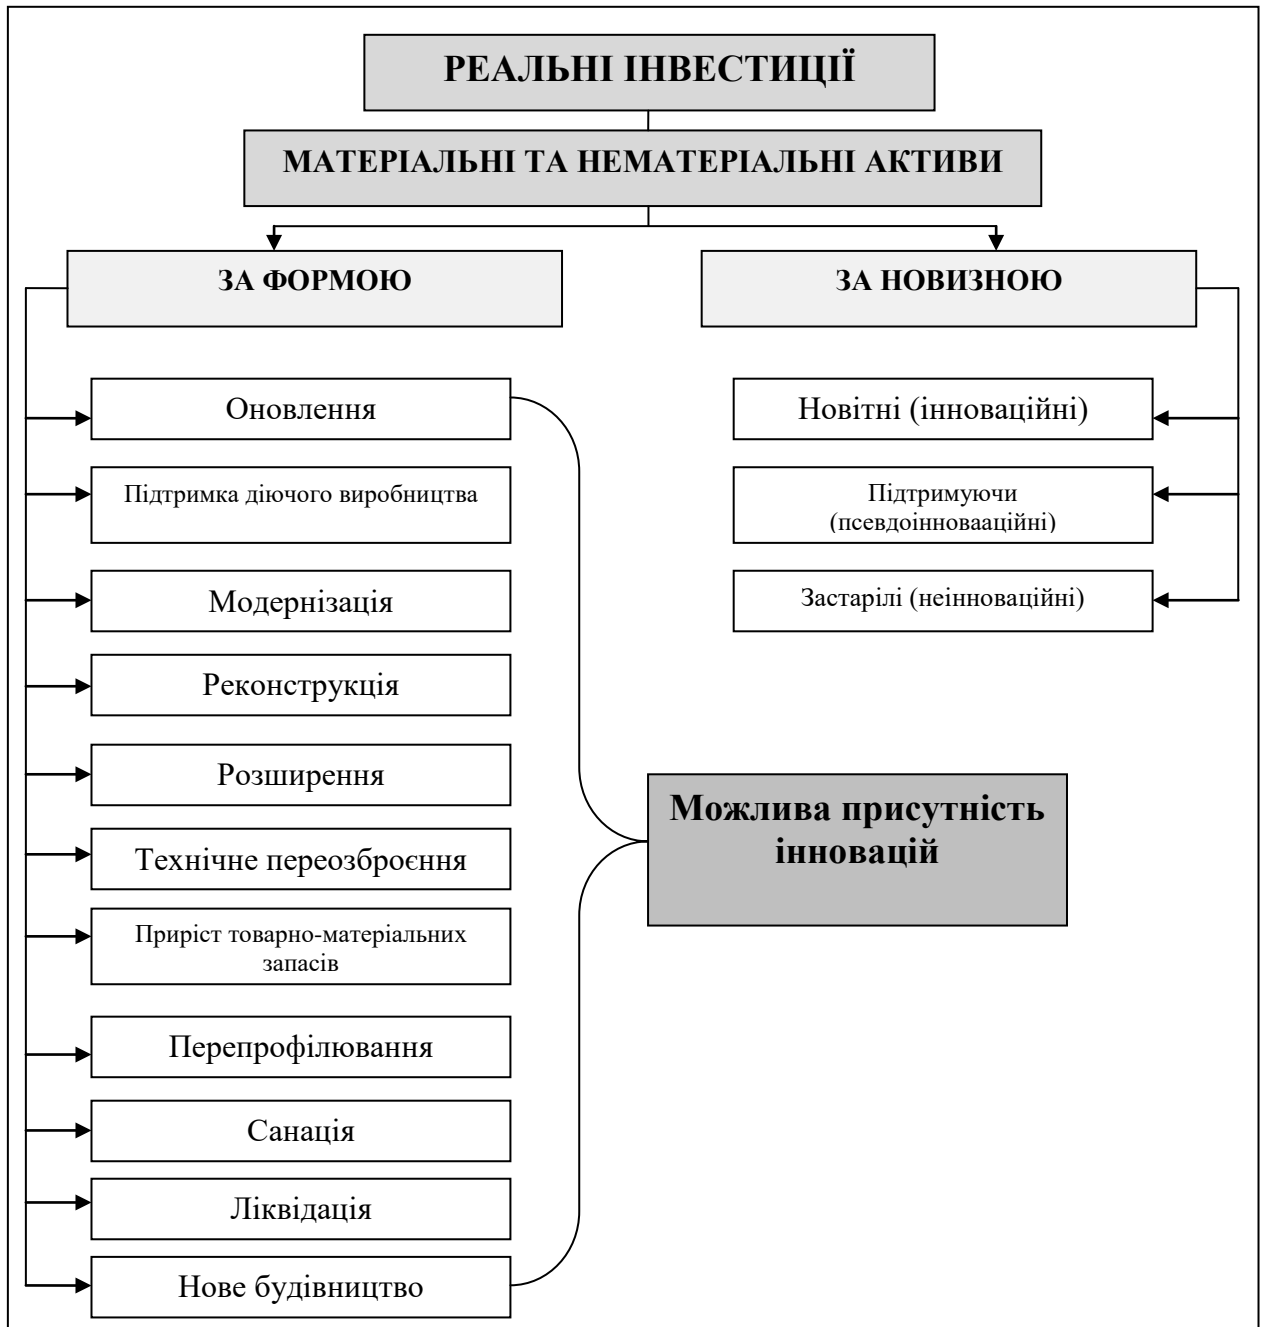 РЕАЛЬНІ ІНВЕСТИЦІЇ
МАТЕРІАЛЬНІ ТА НЕМАТЕРІАЛЬНІ АКТИВИ
ЗА ФОРМОЮ
ЗА НОВИЗНОЮ
Оновлення
Підтримка діючого виробництва
Модернізація
Реконструкція
Розширення
Технічне переозброєння
Приріст товарно-матеріальних
запасів
Перепрофілювання
Санація
Ліквідація
Нове будівництво
Новітні (інноваційні)
Підтримуючи
(псевдоінновааційні)
Застарілі (неінноваційні)
Можлива присутність
інновацій